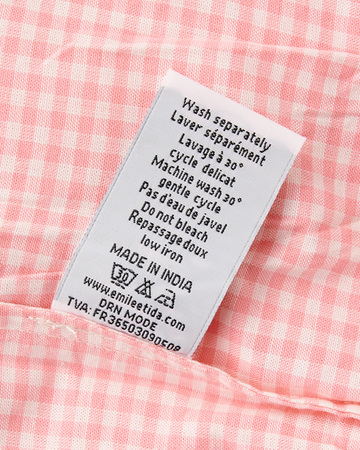 Wash separately
Laver séparément
Lavage à 30°
cycle délicat
Machine wash 30°
gentle cycle
Pas d'eau de javel
Do not bleach
Repassage doux
low iron
MADE IN INDIA
30
www.emileetida.com
DRN MODE
TVA: FR36503090508